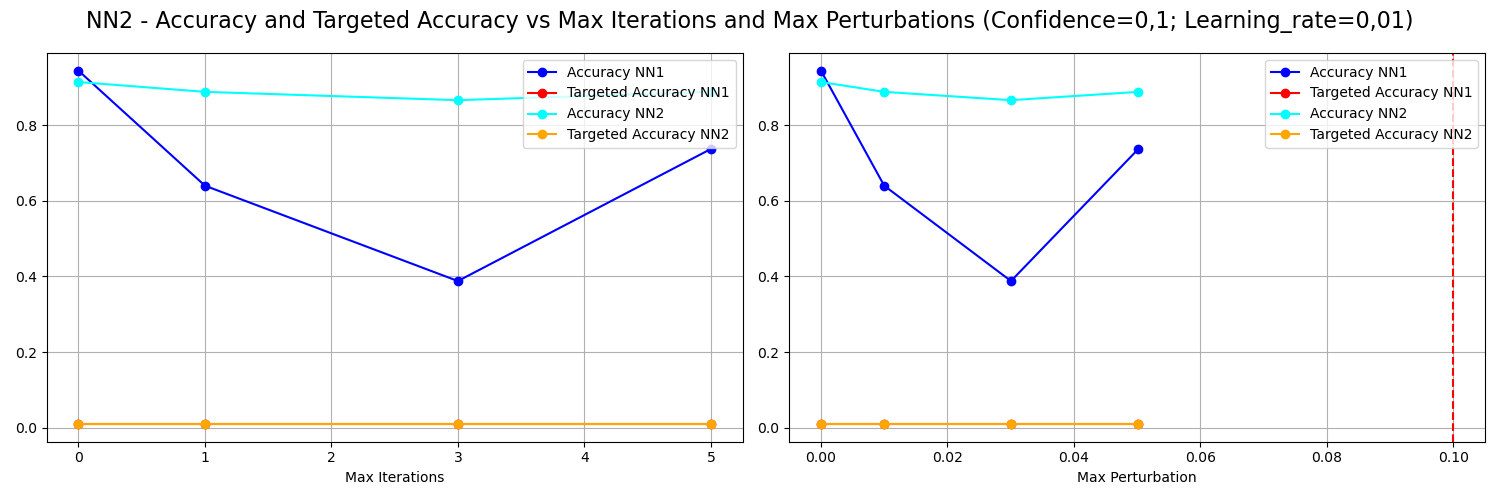 NN2 - Accuracy and Targeted Accuracy vs Max Iterations and Max Perturbations (Confidence=0,1; Learning_rate=0,01)
Accuracy NN1
Targeted Accuracy NN1
Accuracy NN2
Targeted Accuracy NN2
0.8
0.6
0.4
0.2
0.0
0 1 2 3 4 5
Max Iterations
Accuracy NN1
Targeted Accuracy NN1
Accuracy NN2
Targeted Accuracy NN2
0.8
0.6
0.4
0.2
0.0
0.00 0.02 0.04 0.06 0.08 0.10
Max Perturbation